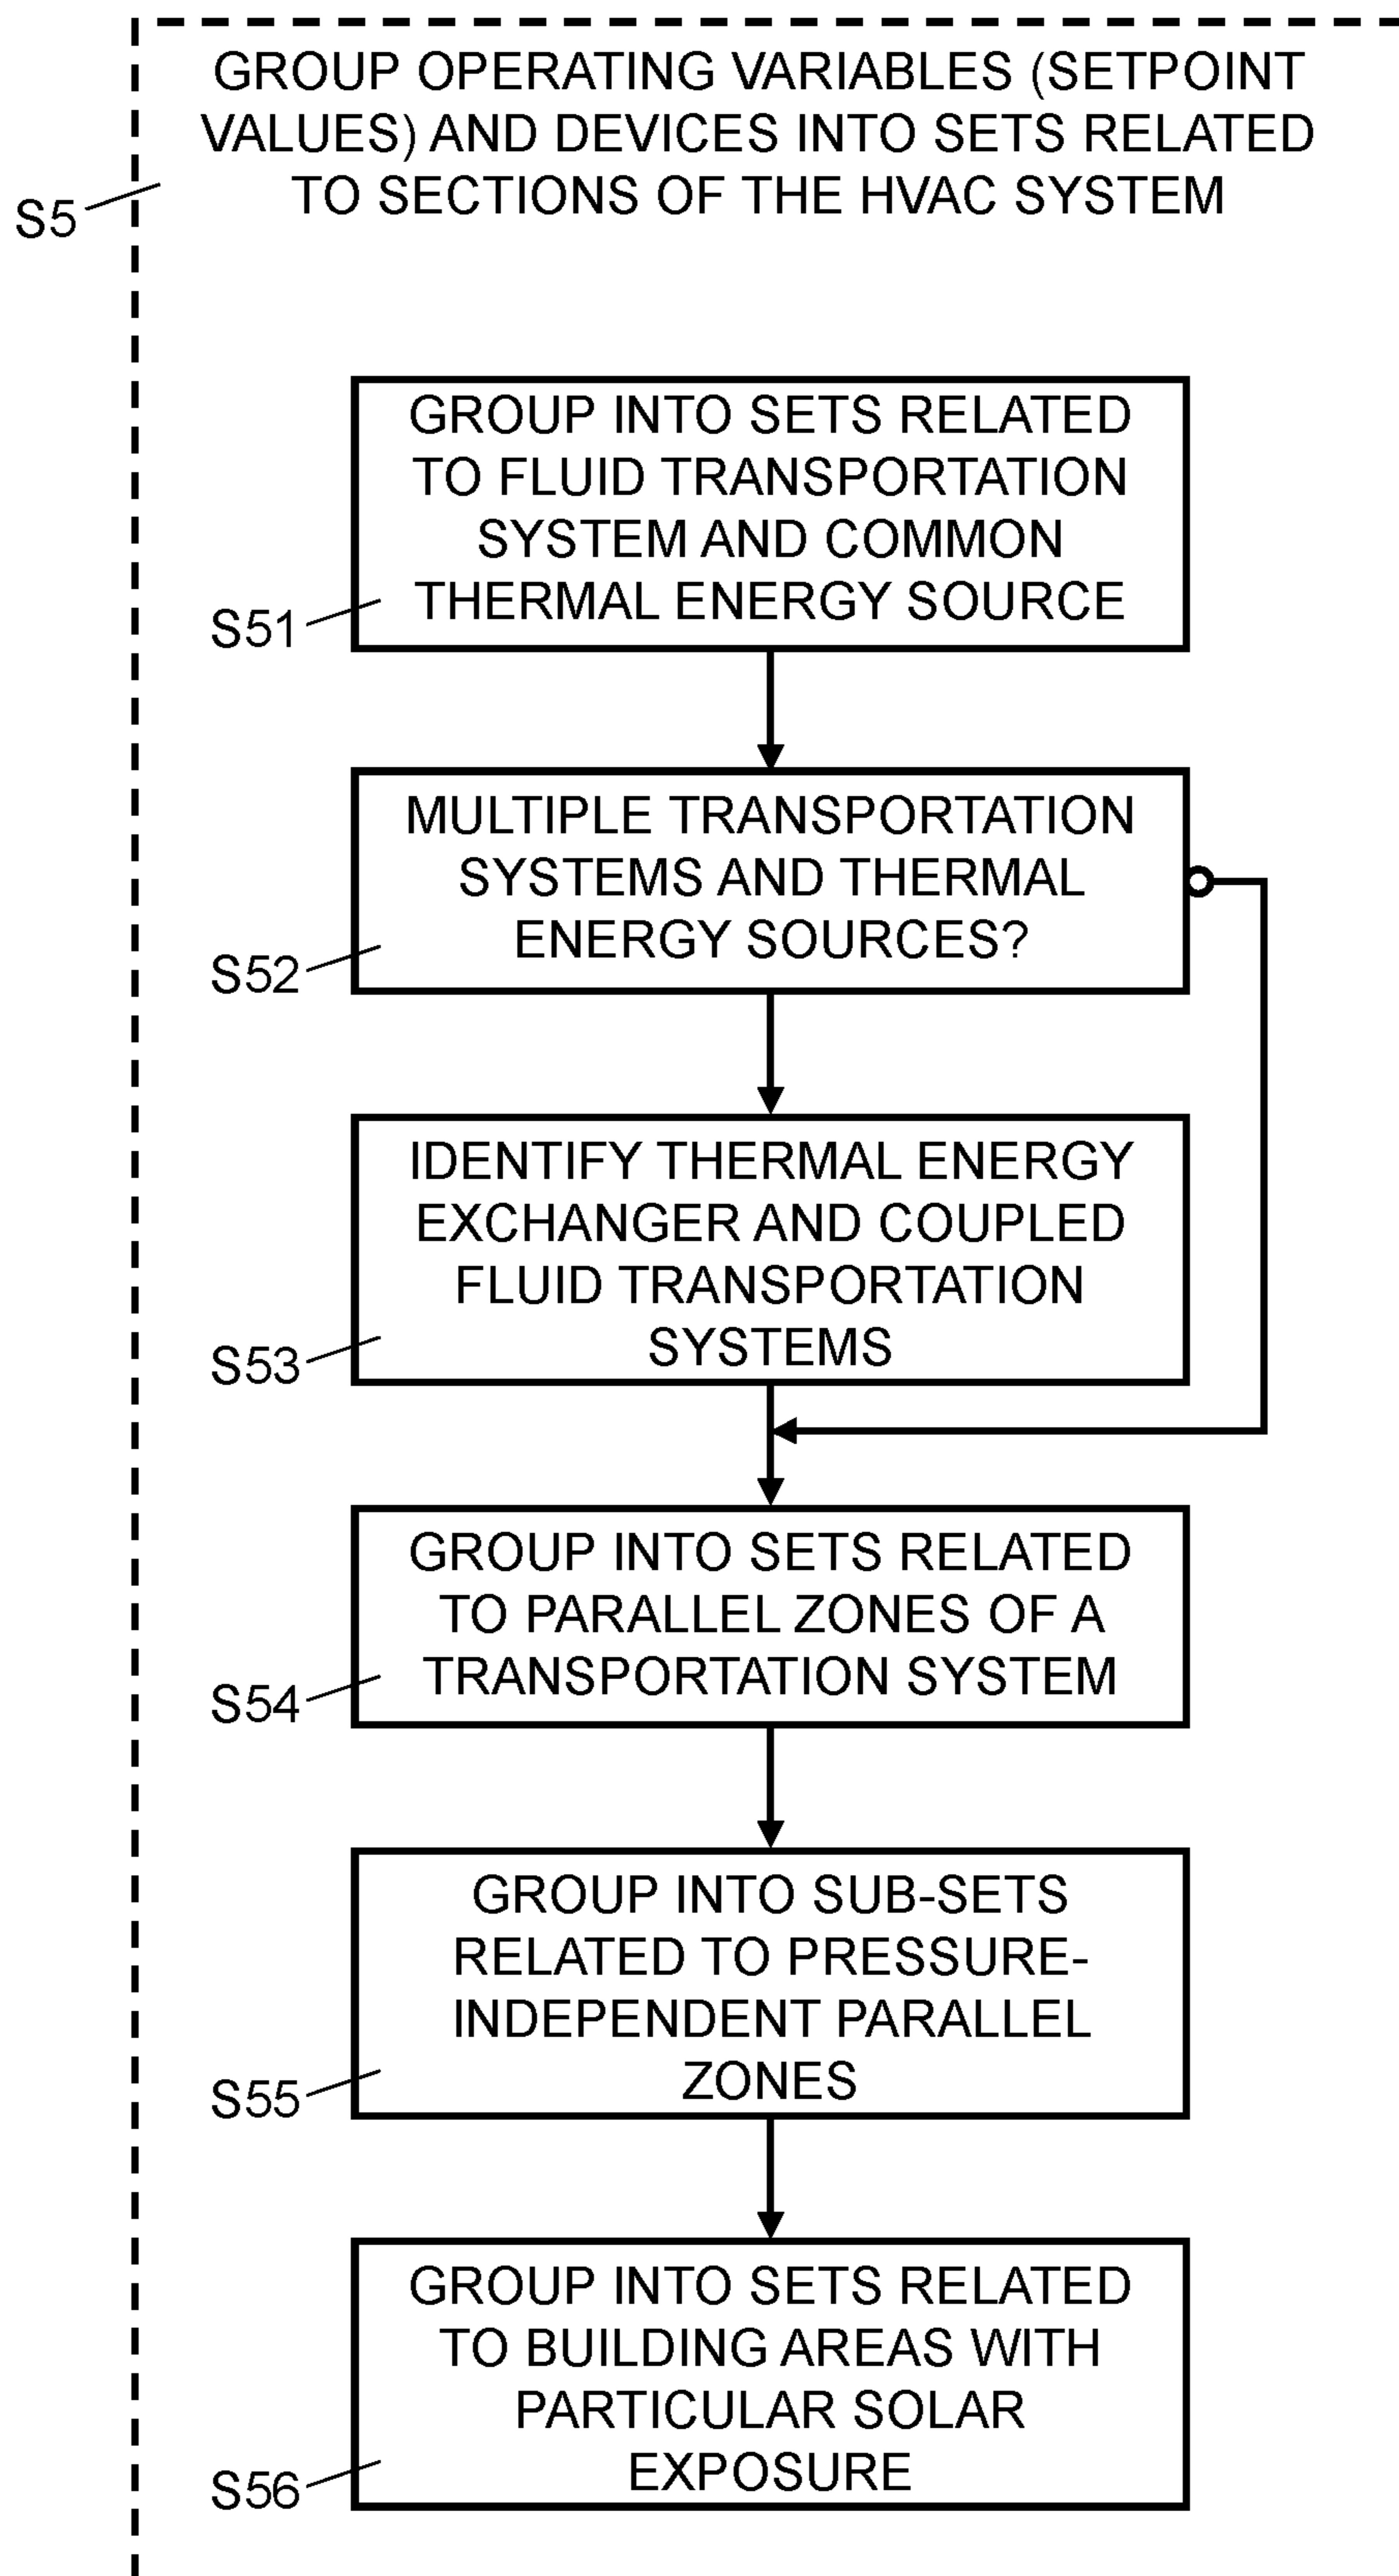 GROUP OPERATING VARIABLES (SETPOINT
VALUES) AND DEVICES INTO SETS RELATED
TO SECTIONS OF THE HVAC SYSTEM
S5
GROUP INTO SETS RELATED
TO FLUID TRANSPORTATION
SYSTEM AND COMMON
THERMAL ENERGY SOURCE
S51
MULTIPLE TRANSPORTATION
SYSTEMS AND THERMAL
ENERGY SOURCES?
S52
IDENTIFY THERMAL ENERGY
EXCHANGER AND COUPLED
FLUID TRANSPORTATION
SYSTEMS
S53
GROUP INTO SETS RELATED
TO PARALLEL ZONES OF A
TRANSPORTATION SYSTEM
S54
GROUP INTO SUB-SETS
RELATED TO PRESSURE-
INDEPENDENT PARALLEL
ZONES
S55
GROUP INTO SETS RELATED
TO BUILDING AREAS WITH
PARTICULAR SOLAR
EXPOSURE
S56